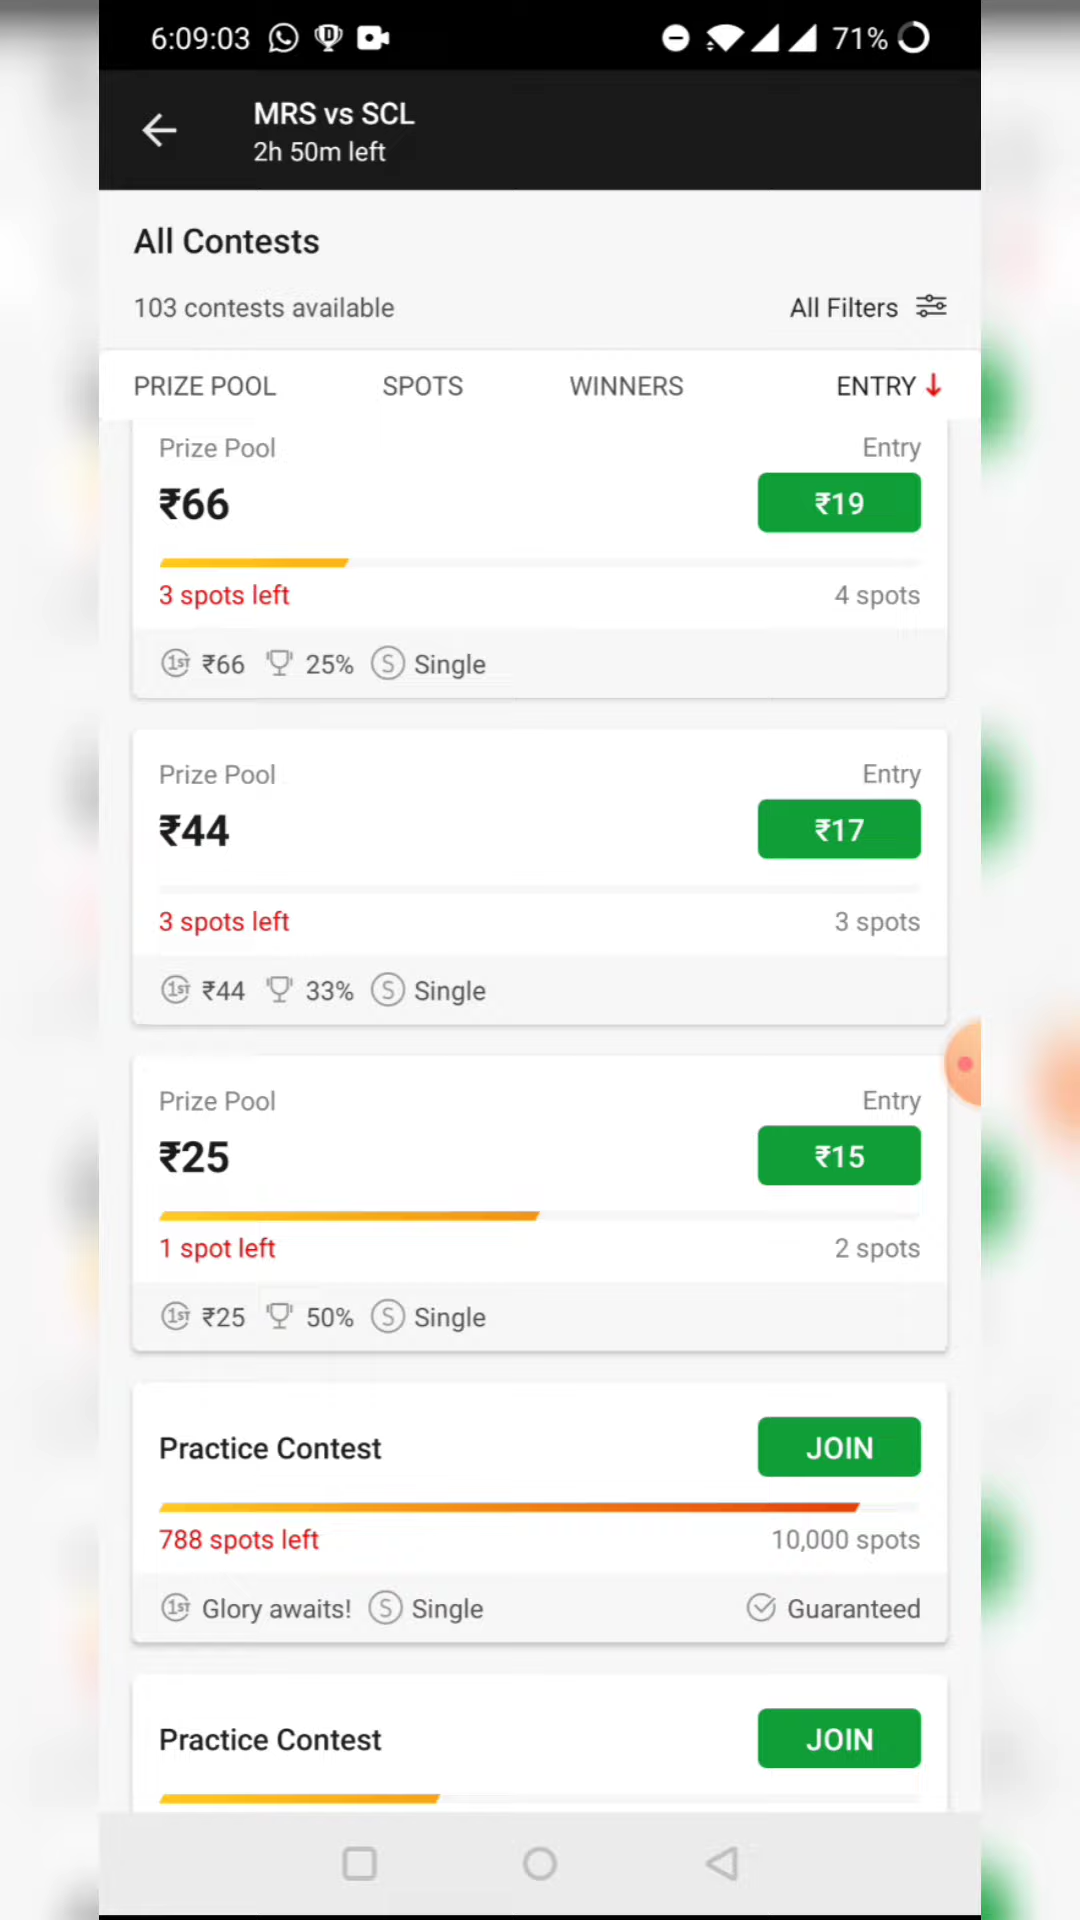 6:09:03 71%
MRS vs SCL
2h 50m left
All Contests
103 contests available All Filters
PRIZE POOL SPOTS WINNERS ENTRY
Prize Pool Entry
₹66 ₹19
3 spots left 4 spots
1ST ₹66 25% S Single
Prize Pool Entry
₹44 ₹17
3 spots left 3 spots
1ST ₹44 33% S Single
Prize Pool Entry
₹25 ₹15
1 spot left 2 spots
1ST ₹25 50% S Single
Practice Contest JOIN
788 spots left 10,000 spots
1ST Glory awaits! S Single Guaranteed
Practice Contest JOIN